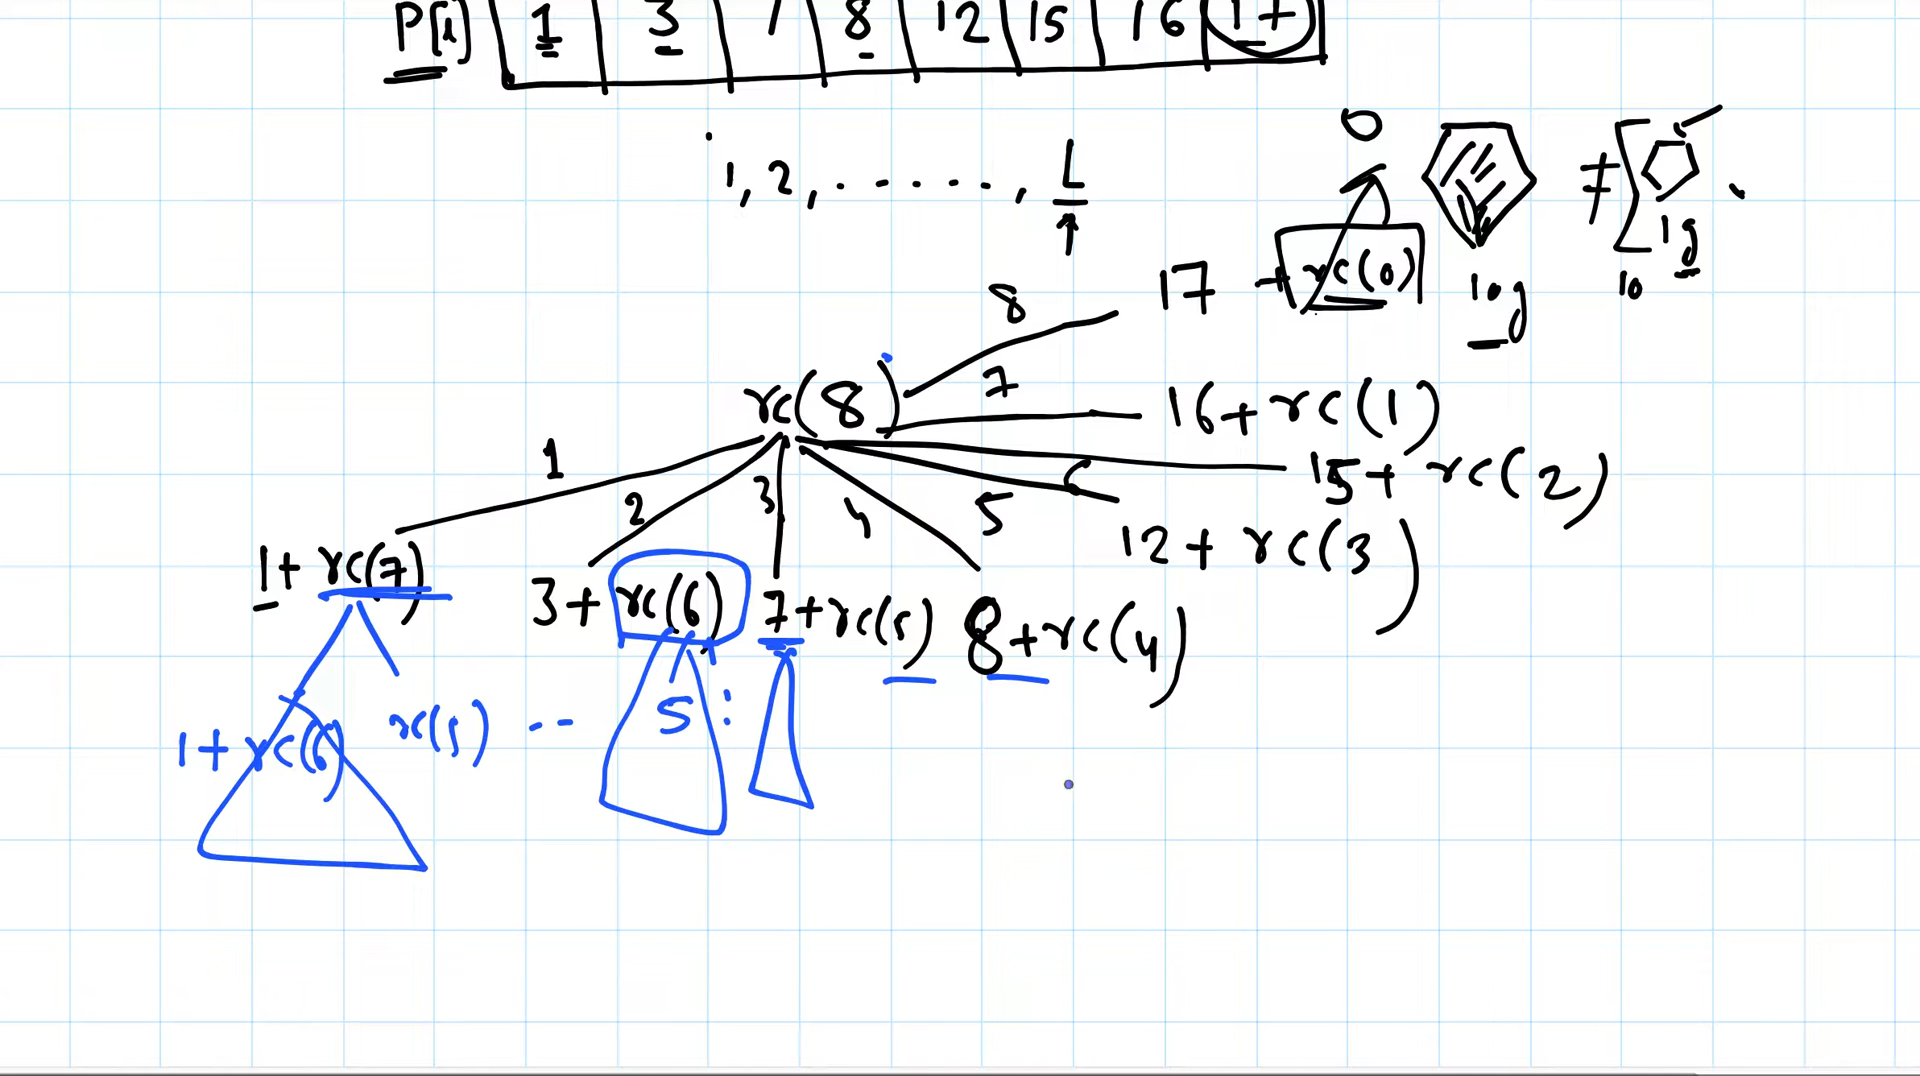 P[i] 1 3 7 8 12 15 16 17
1, 2, . . . . . . , L
0
≠
17 + rc(0)
10g
10
1g
8
rc(8)
7
16+rc(1)
1
2
3
4
5
6
15+ rc(2)
12+ rc(3)
1+ rc(7)
3+ rc(6)
7+rc(5)
8+rc(4)
1+ rc(6)
rc(5) --
5